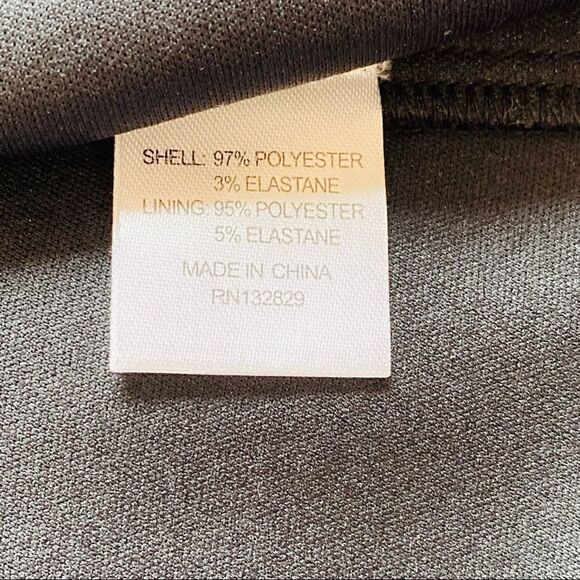 SHELL: 97% POLYESTER
3% ELASTANE
LINING: 95% POLYESTER
5% ELASTANE
MADE IN CHINA
RN132829